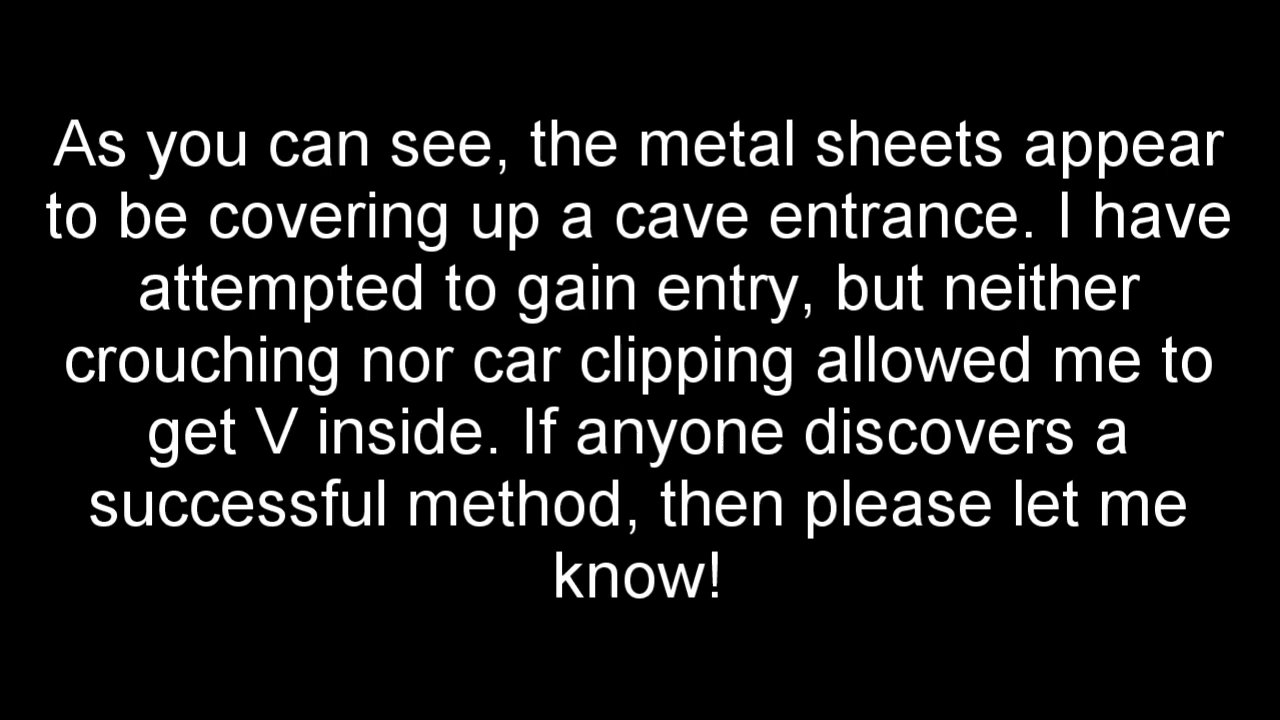 As you can see, the metal sheets appear
to be covering up a cave entrance. I have
attempted to gain entry, but neither
crouching nor car clipping allowed me to
get V inside. If anyone discovers a
successful method, then please let me
know!